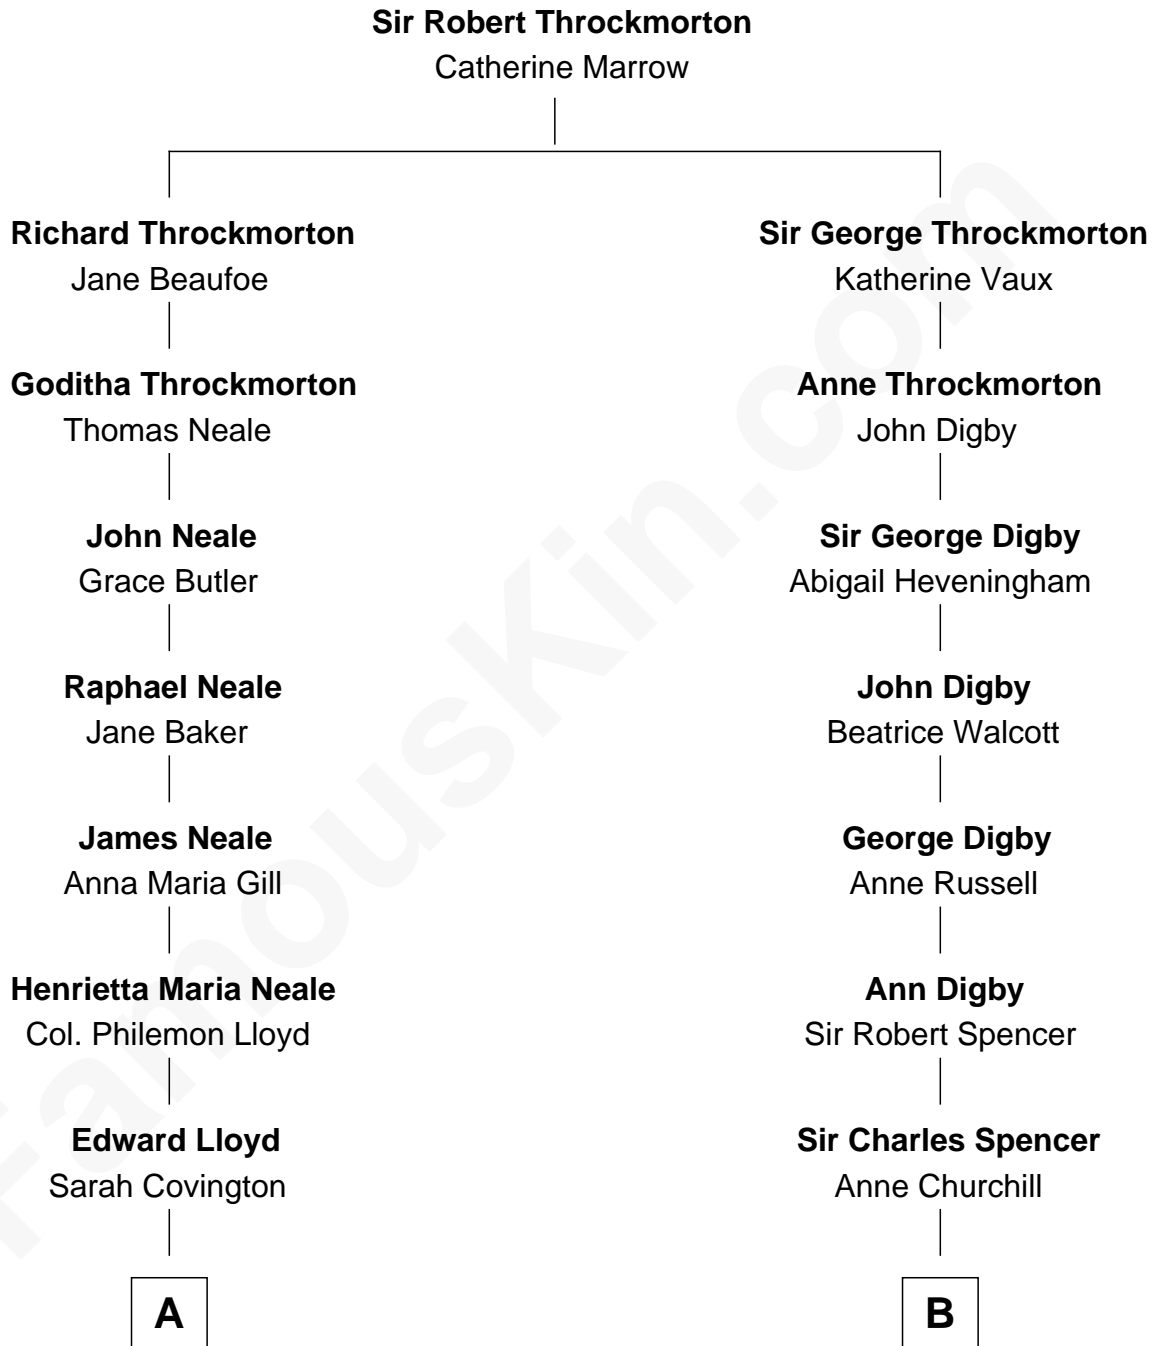 Sir Robert Throckmorton
Catherine Marrow
Richard Throckmorton
Jane Beaufoe
Sir George Throckmorton
Katherine Vaux
Goditha Throckmorton
Thomas Neale
Anne Throckmorton
John Digby
John Neale
Grace Butler
Sir George Digby
Abigail Heveningham
Raphael Neale
Jane Baker
John Digby
Beatrice Walcott
James Neale
Anna Maria Gill
George Digby
Anne Russell
Henrietta Maria Neale
Col. Philemon Lloyd
Ann Digby
Sir Robert Spencer
Edward Lloyd
Sarah Covington
Sir Charles Spencer
Anne Churchill
A
B
FamousKin.com